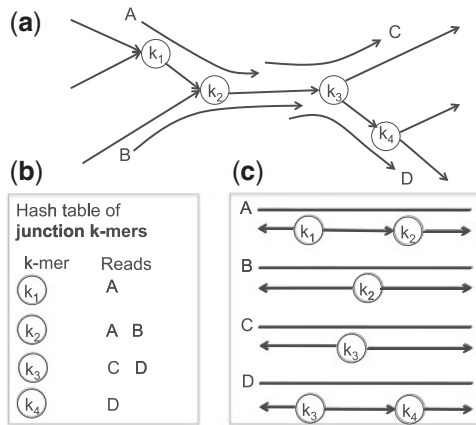 (a)
A
C
k1
k2
k3
k4
B
D
(b)
Hash table of
junction k-mers
k-mer Reads
k1 A
k2 A B
k3 C D
k4 D
(c)
A
k1 k2
B
k2
C
k3
D
k3 k4